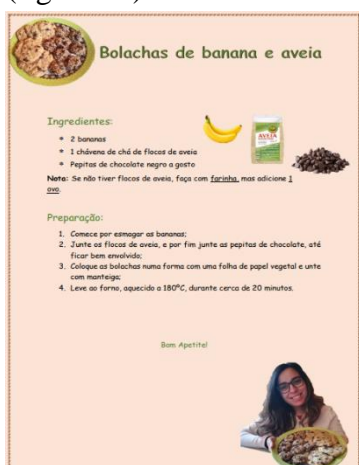 Bolachas de banana e aveia
Ingredientes:
2 bananas
1 chávena de chá de flocos de aveia
Pepitas de chocolate negro a gosto
Nota: Se não tiver flocos de aveia, faça com farinha, mas adicione 1
ovo.
AVEIA
Preparação:
1. Comece por esmagar as bananas;
2. Junte os flocos de aveia, e por fim junte as pepitas de chocolate, até
ficar bem envolvido;
3. Coloque as bolachas numa forma com uma folha de papel vegetal e unte
com manteiga;
4. Leve ao forno, aquecido a 180ºC, durante cerca de 20 minutos.
Bom Apetite!